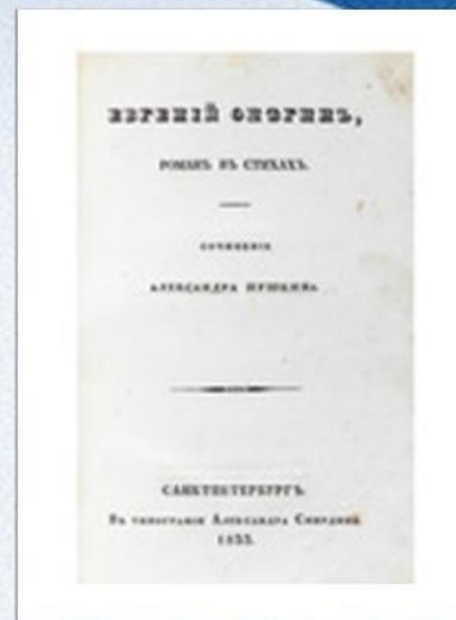 ЕВГЕНІЙ ОНѢГИНЪ,
РОМАНЪ ВЪ СТИХАХЪ.
СОЧИНЕНІЕ
АЛЕКСАНДРА ПУШКИНА
САНКТПЕТЕРБУРГЪ.
Въ типографіи Александра Смирдина
1833.